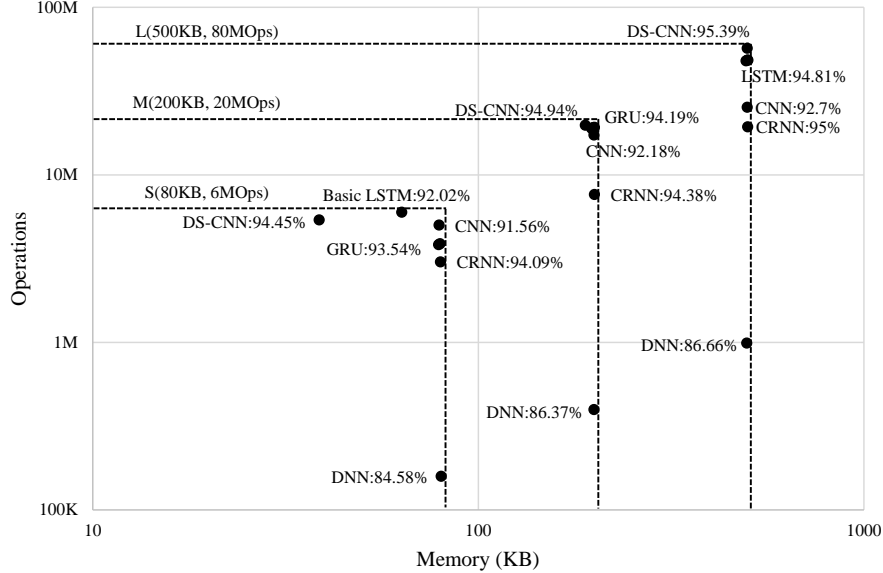 100M
L(500KB, 80MOps)
DS-CNN:95.39%
LSTM:94.81%
M(200KB, 20MOps)
DS-CNN:94.94%
GRU:94.19%
CNN:92.7%
CRNN:95%
CNN:92.18%
10M
S(80KB, 6MOps)
Basic LSTM:92.02%
CRNN:94.38%
DS-CNN:94.45%
CNN:91.56%
GRU:93.54%
CRNN:94.09%
Operations
1M
DNN:86.66%
DNN:86.37%
DNN:84.58%
100K
10
100
1000
Memory (KB)